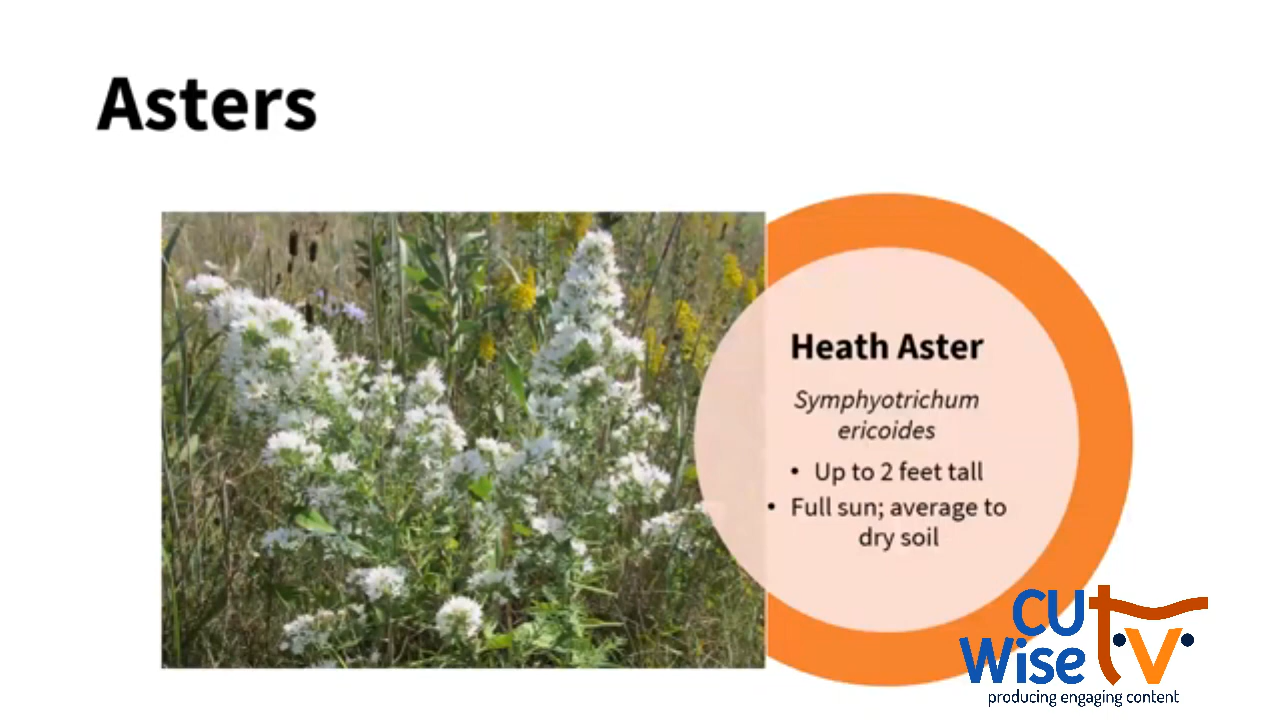 Asters
Heath Aster
Symphyotrichum
ericoides
• Up to 2 feet tall
• Full sun; average to
dry soil
CU
Wise tv
producing engaging content